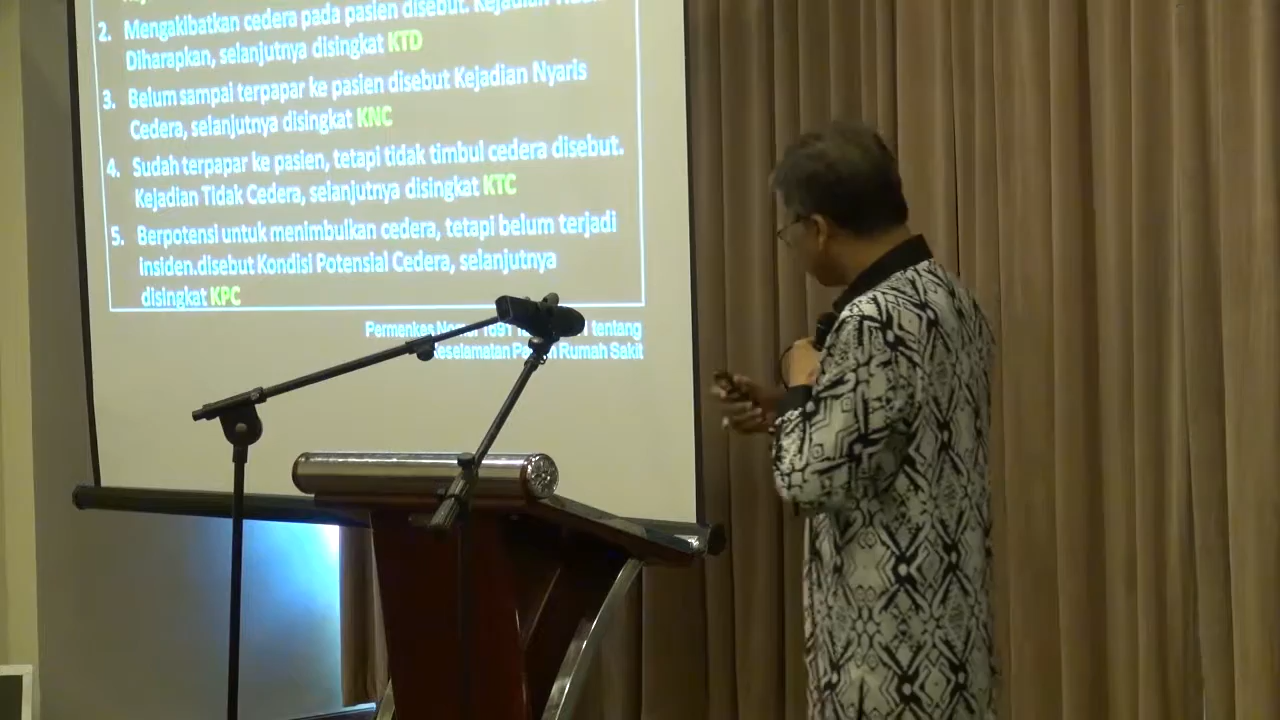 2. Mengakibatkan cedera pada pasien disebut. Kejadian
Diharapkan, selanjutnya disingkat KTD
3. Belum sampai terpapar ke pasien disebut Kejadian Nyaris
Cedera, selanjutnya disingkat KNC
4. Sudah terpapar ke pasien, tetapi tidak timbul cedera disebut.
Kejadian Tidak Cedera, selanjutnya disingkat KTC
5. Berpotensi untuk menimbulkan cedera, tetapi belum terjadi
insiden.disebut Kondisi Potensial Cedera, selanjutnya
disingkat KPC
Permenkes tentang
Rumah Sakit